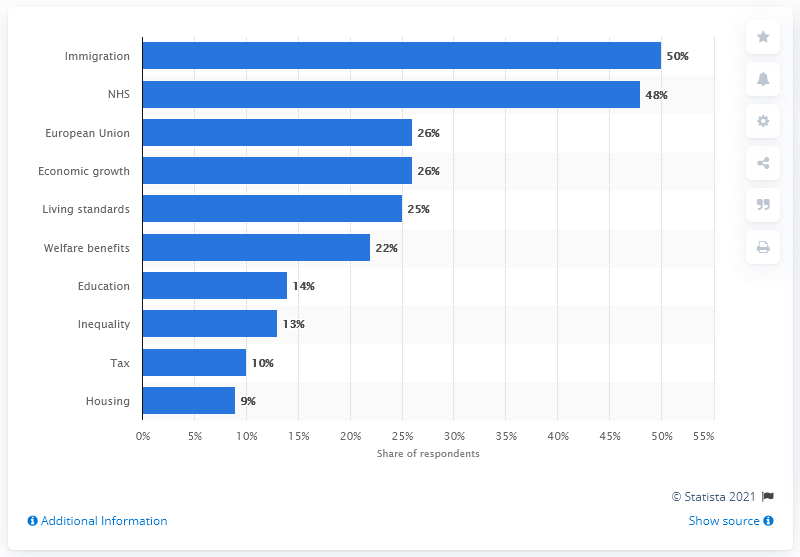 Immigration 50%
NHS 48%
European Union 26%
Economic growth 26%
Living standards 25%
Welfare benefits 22%
Education 14%
Inequality 13%
Tax 10%
Housing 9%
0% 5% 10% 15% 20% 25% 30% 35% 40% 45% 50% 55%
Share of respondents
© Statista 2021
Additional Information Show source